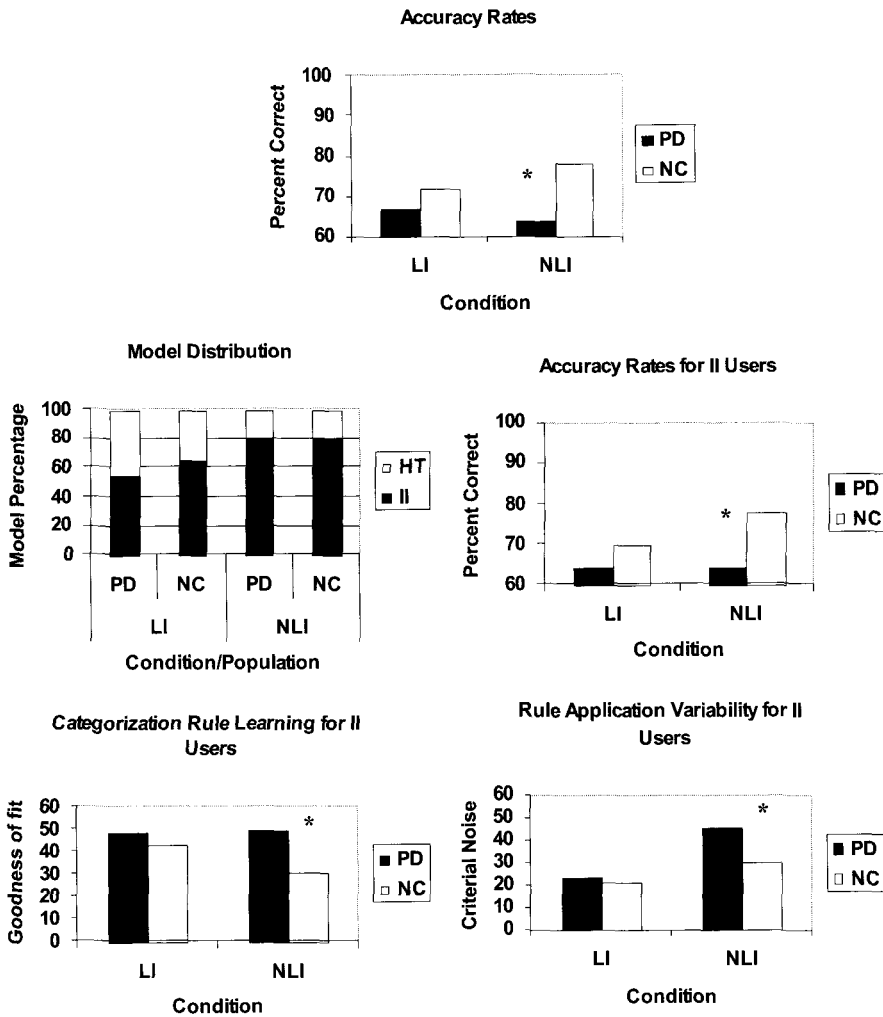 Accuracy Rates
Percent Correct
100
90
80
70
60
*
LI
NLI
Condition
PD
NC
Model Distribution
Model Percentage
100
80
60
40
20
0
PD
NC
PD
NC
LI
NLI
Condition/Population
HT
II
Accuracy Rates for II Users
Percent Correct
100
90
80
70
60
*
LI
NLI
Condition
PD
NC
Categorization Rule Learning for II
Users
Goodness of fit
60
50
40
30
20
10
0
*
LI
NLI
Condition
PD
NC
Rule Application Variability for II
Users
Criterial Noise
60
50
40
30
20
10
0
*
LI
NLI
Condition
PD
NC